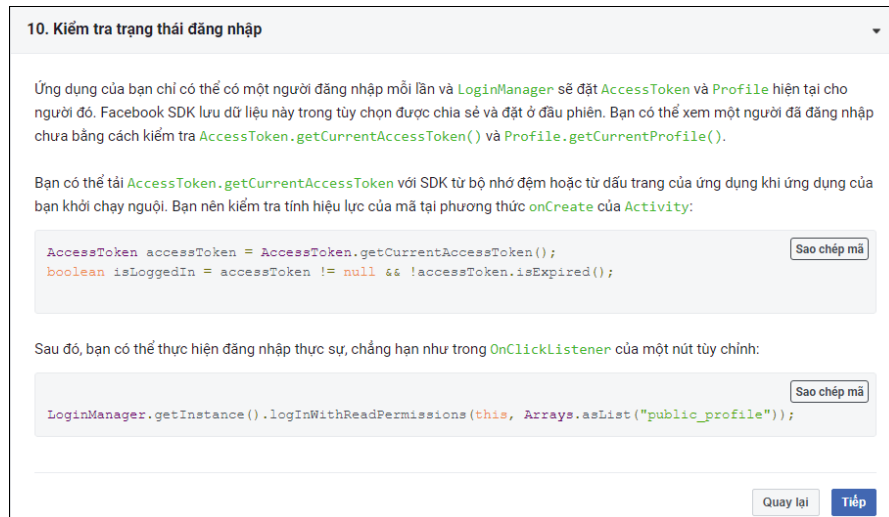 10. Kiểm tra trạng thái đăng nhập
Ứng dụng của bạn chỉ có thể có một người đăng nhập mỗi lần và LoginManager sẽ đặt AccessToken và Profile hiện tại cho
người đó. Facebook SDK lưu dữ liệu này trong tùy chọn được chia sẻ và đặt ở đầu phiên. Bạn có thể xem một người đã đăng nhập
chưa bằng cách kiểm tra AccessToken.getCurrentAccessToken() và Profile.getCurrentProfile().
Bạn có thể tải AccessToken.getCurrentAccessToken với SDK từ bộ nhớ đệm hoặc từ dấu trang của ứng dụng khi ứng dụng của
bạn khởi chạy nguội. Bạn nên kiểm tra tính hiệu lực của mã tại phương thức onCreate của Activity:
Sao chép mã
AccessToken accessToken = AccessToken.getCurrentAccessToken();
boolean isLoggedIn = accessToken != null && !accessToken.isExpired();
Sau đó, bạn có thể thực hiện đăng nhập thực sự, chẳng hạn như trong OnClickListener của một nút tùy chỉnh:
Sao chép mã
LoginManager.getInstance().logInWithReadPermissions(this, Arrays.asList("public_profile"));
Quay lại
Tiếp